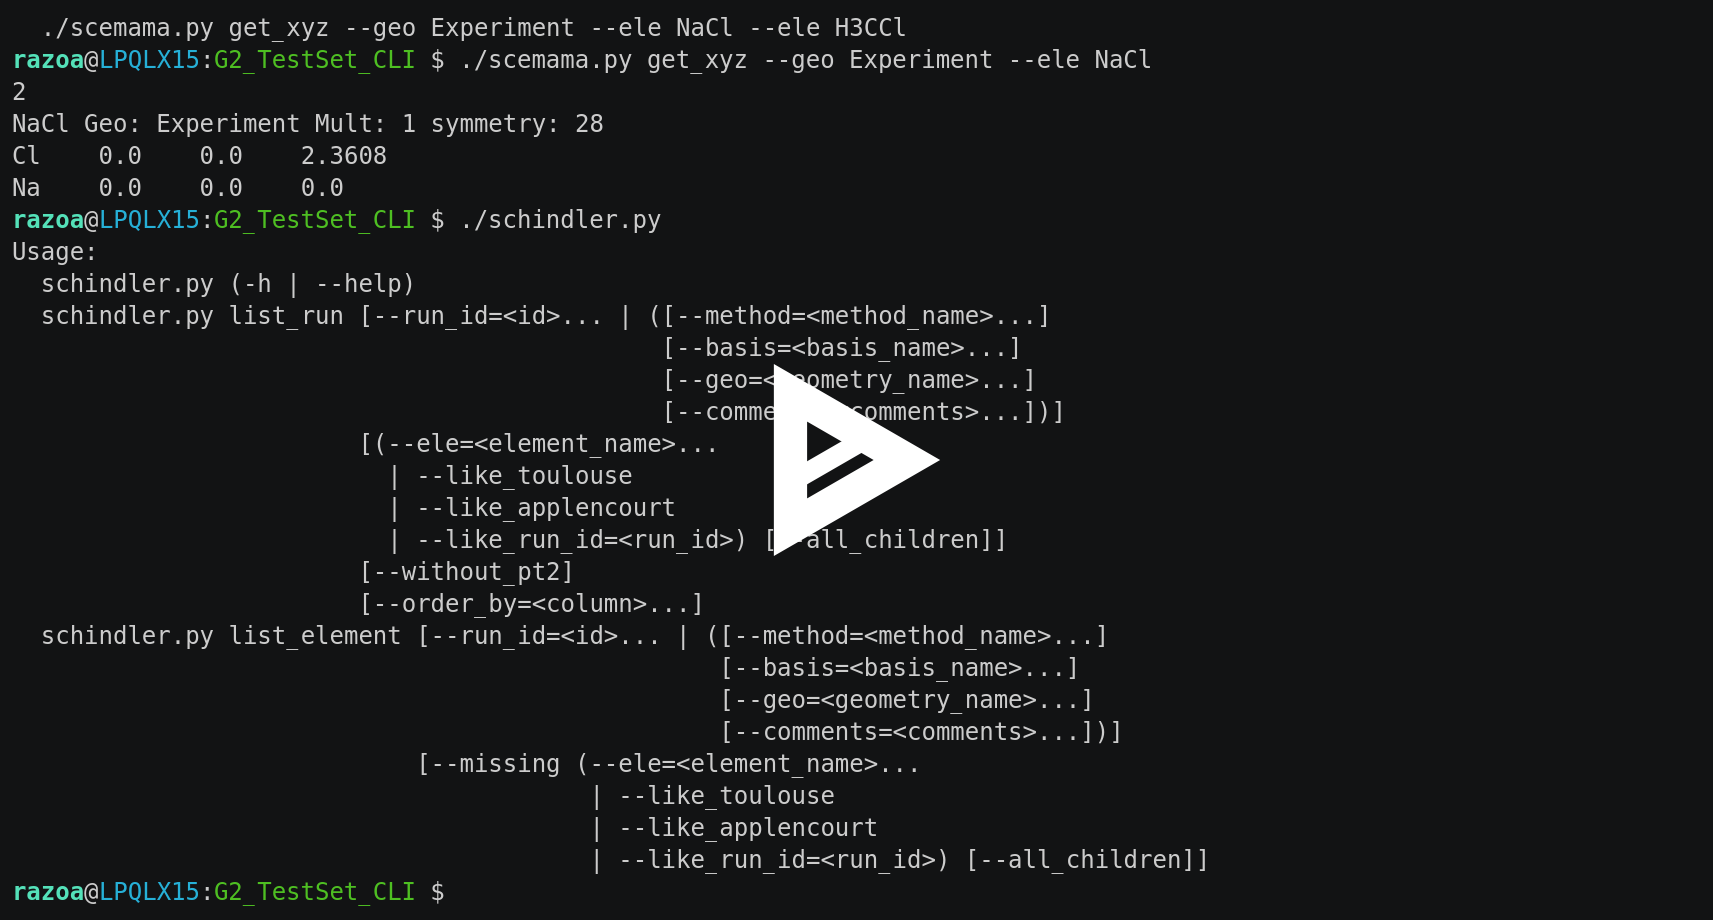 ./scemama.py get_xyz --geo Experiment --ele NaCl --ele H3CCl
razoa@LPQLX15:G2_TestSet_CLI $ ./scemama.py get_xyz --geo Experiment --ele NaCl
2
NaCl Geo: Experiment Mult: 1 symmetry: 28
Cl    0.0    0.0    2.3608
Na    0.0    0.0    0.0
razoa@LPQLX15:G2_TestSet_CLI $ ./schindler.py
Usage:
  schindler.py (-h | --help)
  schindler.py list_run [--run_id=<id>... | ([--method=<method_name>...]
                                             [--basis=<basis_name>...]
                                             [--geo=<geometry_name>...]
                                             [--comments=<comments>...])]
                        [(--ele=<element_name>...
                          | --like_toulouse
                          | --like_applencourt
                          | --like_run_id=<run_id>) [--all_children]]
                        [--without_pt2]
                        [--order_by=<column>...]
  schindler.py list_element [--run_id=<id>... | ([--method=<method_name>...]
                                                 [--basis=<basis_name>...]
                                                 [--geo=<geometry_name>...]
                                                 [--comments=<comments>...])]
                            [--missing (--ele=<element_name>...
                                        | --like_toulouse
                                        | --like_applencourt
                                        | --like_run_id=<run_id>) [--all_children]]
razoa@LPQLX15:G2_TestSet_CLI $